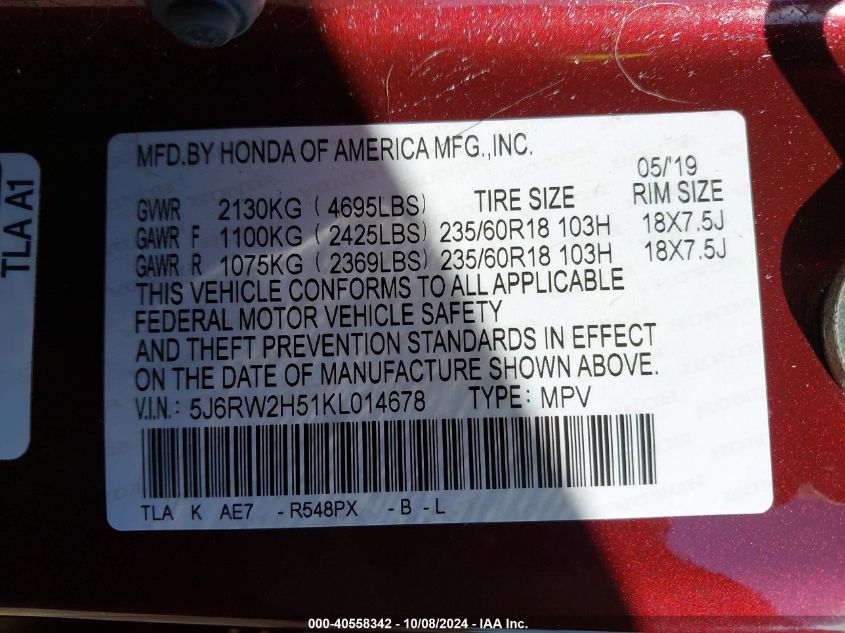 MFD.BY HONDA OF AMERICA MFG.,INC.
05/'19
GVWR 2130KG ( 4695LBS) TIRE SIZE RIM SIZE
GAWR F 1100KG ( 2425LBS) 235/60R18 103H 18X7.5J
GAWR R 1075KG ( 2369LBS) 235/60R18 103H 18X7.5J
THIS VEHICLE CONFORMS TO ALL APPLICABLE
FEDERAL MOTOR VEHICLE SAFETY
AND THEFT PREVENTION STANDARDS IN EFFECT
ON THE DATE OF MANUFACTURE SHOWN ABOVE.
V.I.N.: 5J6RW2H51KL014678 TYPE: MPV
TLA K AE7 - R548PX - B - L
TLA A1
000-40558342 - 10/08/2024 - IAA Inc.